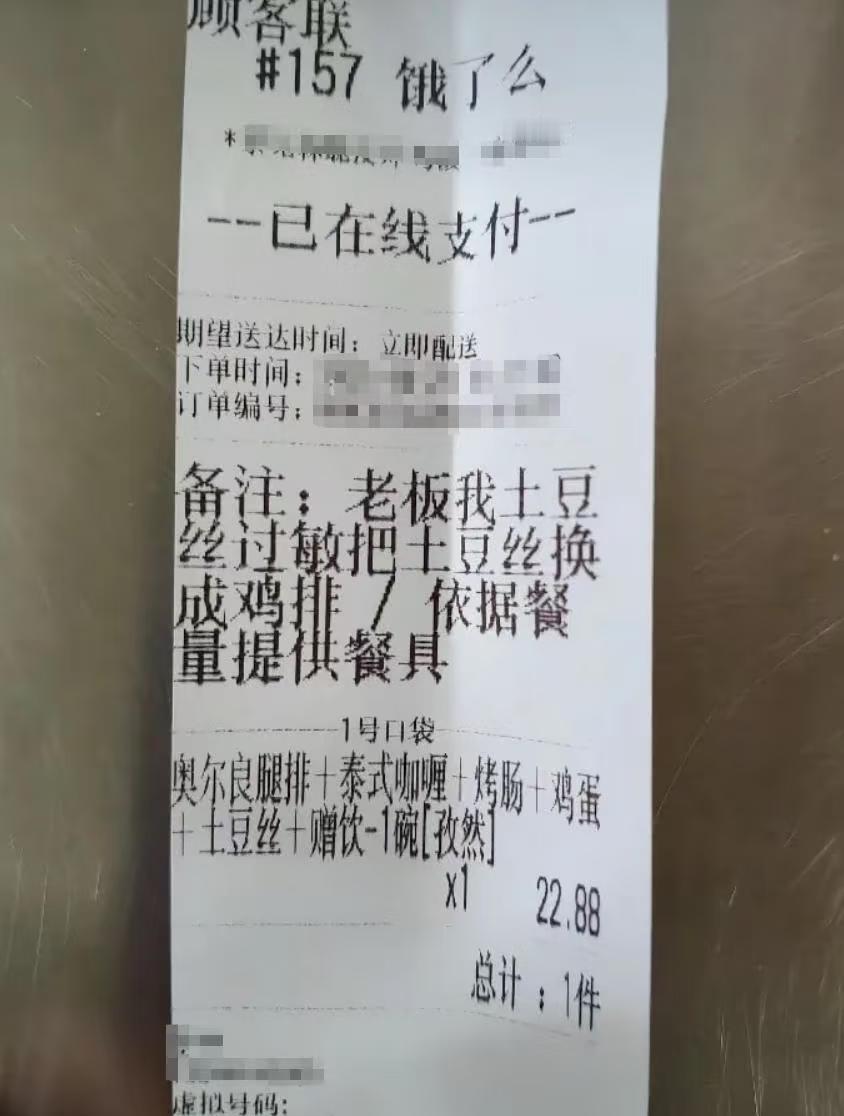 顾客联
#157 饿了么
*
--已在线支付--
期望送达时间：立即配送
下单时间：
订单编号：
备注：老板我土豆
丝过敏把土豆丝换
成鸡排 / 依据餐
量提供餐具
1号口袋
奥尔良腿排+泰式咖喱+烤肠+鸡蛋
+土豆丝+赠饮-1碗[孜然]
x1 22.88
总计：1件
虚拟号码：